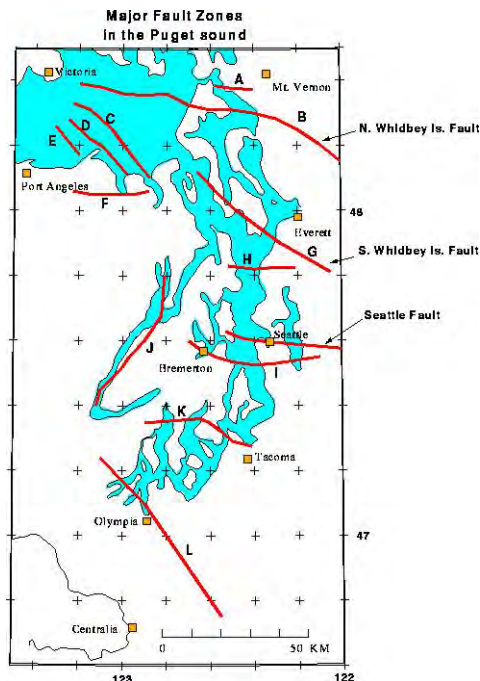 Major Fault Zones
in the Puget sound
Victoria
A
Mt. Vernon
B
C
D
N. Whidbey Is. Fault
E
Port Angeles
F
48
Everett
G
S. Whidbey Is. Fault
H
Seattle Fault
Seattle
J
Bremerton
I
K
Tacoma
Olympia
47
L
Centralia
0 50 KM
123 122